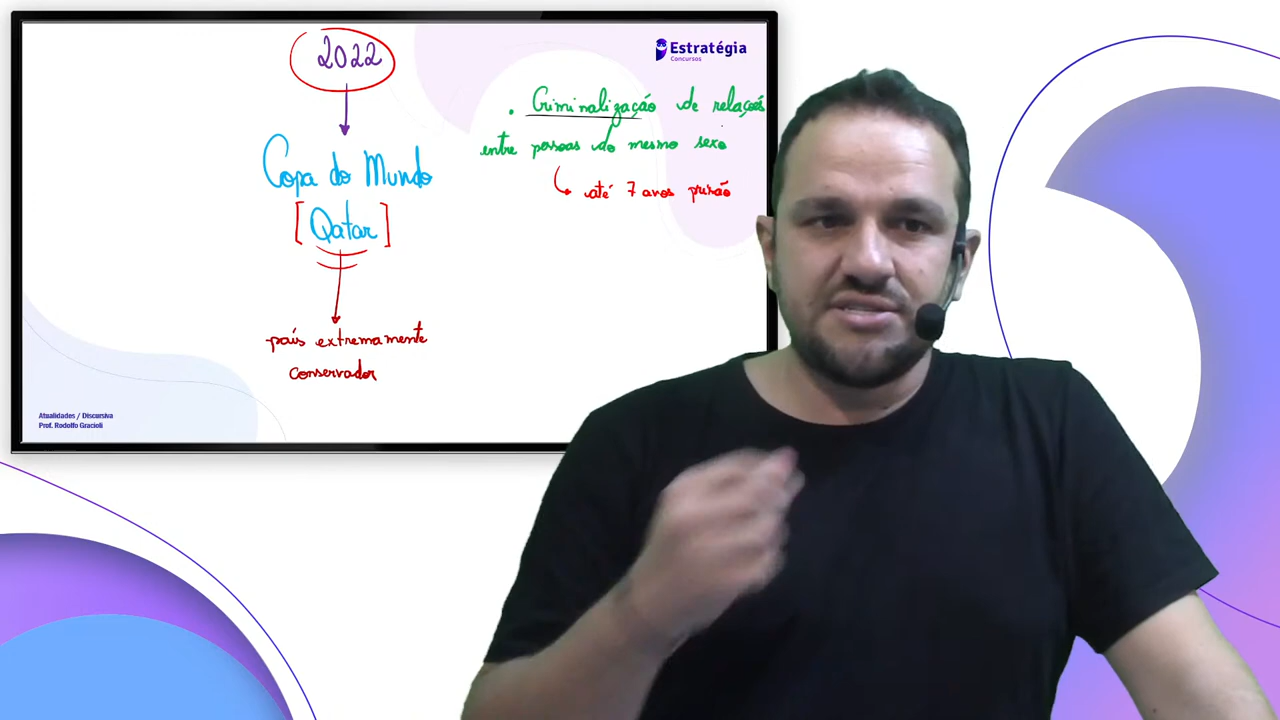 2022
Copa do Mundo
[Qatar]
país extremamente
conservador
Estratégia
Concursos
. Criminalização de relações
entre pessoas do mesmo sexo
até 7 anos prisão
Atualidades / Discursiva
Prof. Rodolfo Gracioli